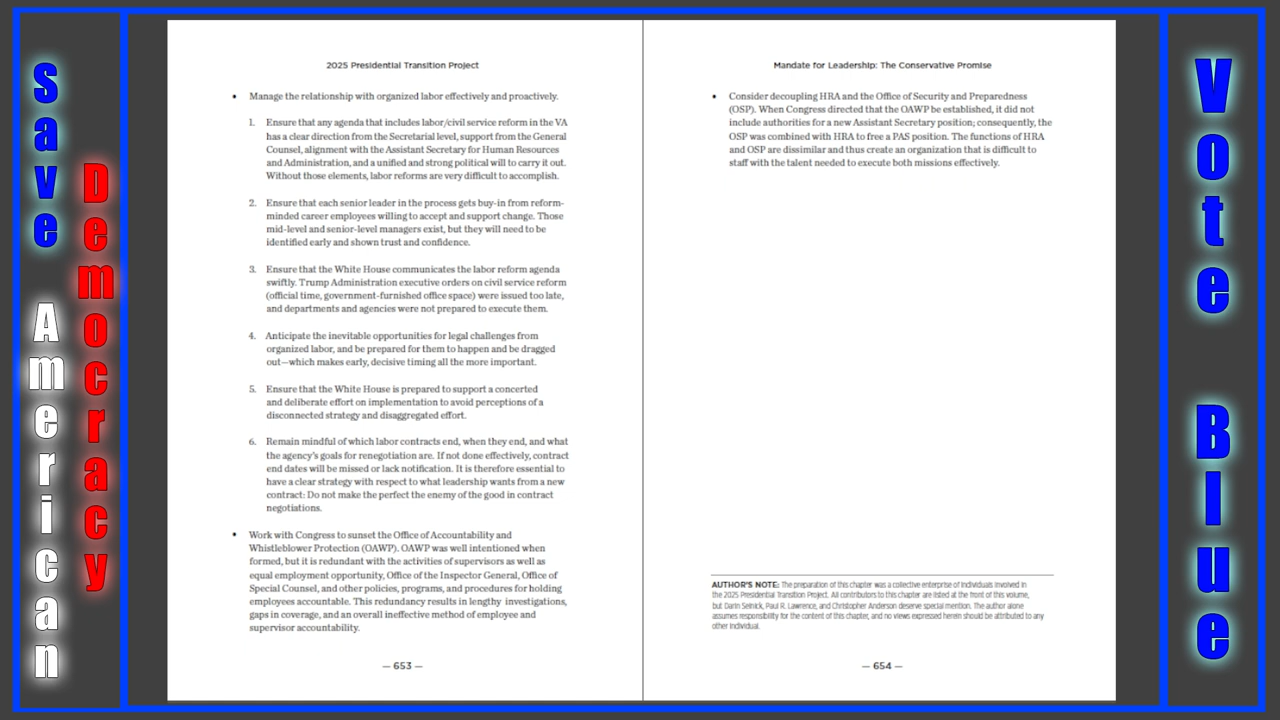 Save
Americen
Democracy
2025 Presidential Transition Project
• Manage the relationship with organized labor effectively and proactively.
1. Ensure that any agenda that includes labor/civil service reform in the VA
has a clear direction from the Secretarial level, support from the General
Counsel, alignment with the Assistant Secretary for Human Resources
and Administration, and a unified and strong political will to carry it out.
Without those elements, labor reforms are very difficult to accomplish.
2. Ensure that each senior leader in the process gets buy-in from reform-
minded career employees willing to accept and support change. Those
mid-level and senior-level managers exist, but they will need to be
identified early and shown trust and confidence.
3. Ensure that the White House communicates the labor reform agenda
swiftly. Trump Administration executive orders on civil service reform
(official time, government-furnished office space) were issued too late,
and departments and agencies were not prepared to execute them.
4. Anticipate the inevitable opportunities for legal challenges from
organized labor, and be prepared for them to happen and be dragged
out—which makes early, decisive timing all the more important.
5. Ensure that the White House is prepared to support a concerted
and deliberate effort on implementation to avoid perceptions of a
disconnected strategy and disaggregated effort.
6. Remain mindful of which labor contracts end, when they end, and what
the agency's goals for renegotiation are. If not done effectively, contract
end dates will be missed or lack notification. It is therefore essential to
have a clear strategy with respect to what leadership wants from a new
contract: Do not make the perfect the enemy of the good in contract
negotiations.
• Work with Congress to sunset the Office of Accountability and
Whistleblower Protection (OAWP). OAWP was well intentioned when
formed, but it is redundant with the activities of supervisors as well as
equal employment opportunity, Office of the Inspector General, Office of
Special Counsel, and other policies, programs, and procedures for holding
employees accountable. This redundancy results in lengthy investigations,
gaps in coverage, and an overall ineffective method of employee and
supervisor accountability.
— 653 —
Mandate for Leadership: The Conservative Promise
• Consider decoupling HRA and the Office of Security and Preparedness
(OSP). When Congress directed that the OAWP be established, it did not
include authorities for a new Assistant Secretary position; consequently, the
OSP was combined with HRA to free a PAS position. The functions of HRA
and OSP are dissimilar and thus create an organization that is difficult to
staff with the talent needed to execute both missions effectively.
AUTHOR'S NOTE: The preparation of this chapter was a collective enterprise of individuals involved in
the 2025 Presidential Transition Project. All contributors to this chapter are listed at the front of this volume,
but Darin Selnick, Paul R. Lawrence, and Christopher Anderson deserve special mention. The author alone
assumes responsibility for the content of this chapter, and no views expressed herein should be attributed to any
other individual.
— 654 —
Vote
Blue